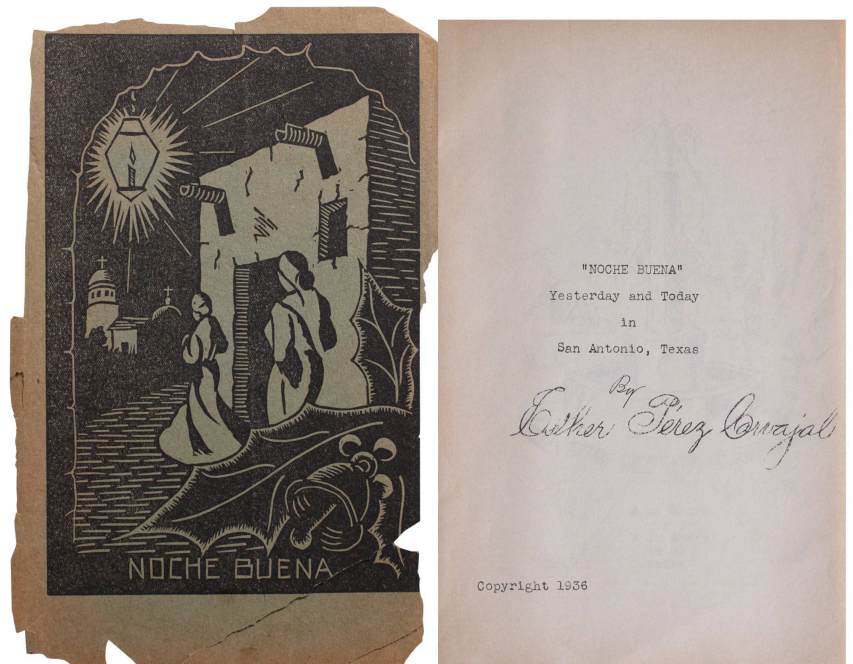 NOCHE BUENA
"NOCHE BUENA"
Yesterday and Today
in
San Antonio, Texas
By
Esther Pérez Carvajal
Copyright 1936